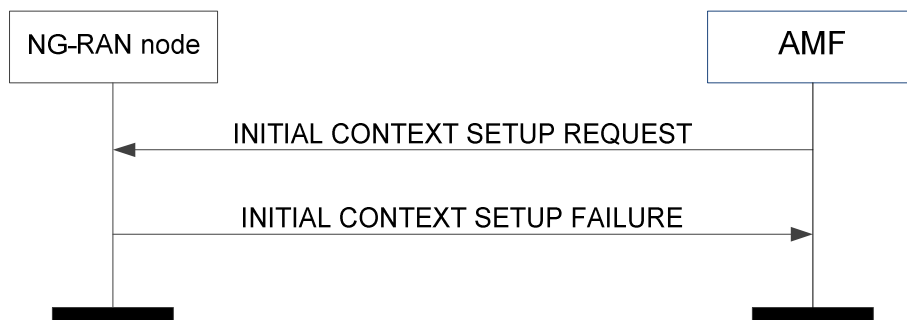 NG-RAN node
AMF
INITIAL CONTEXT SETUP REQUEST
INITIAL CONTEXT SETUP FAILURE